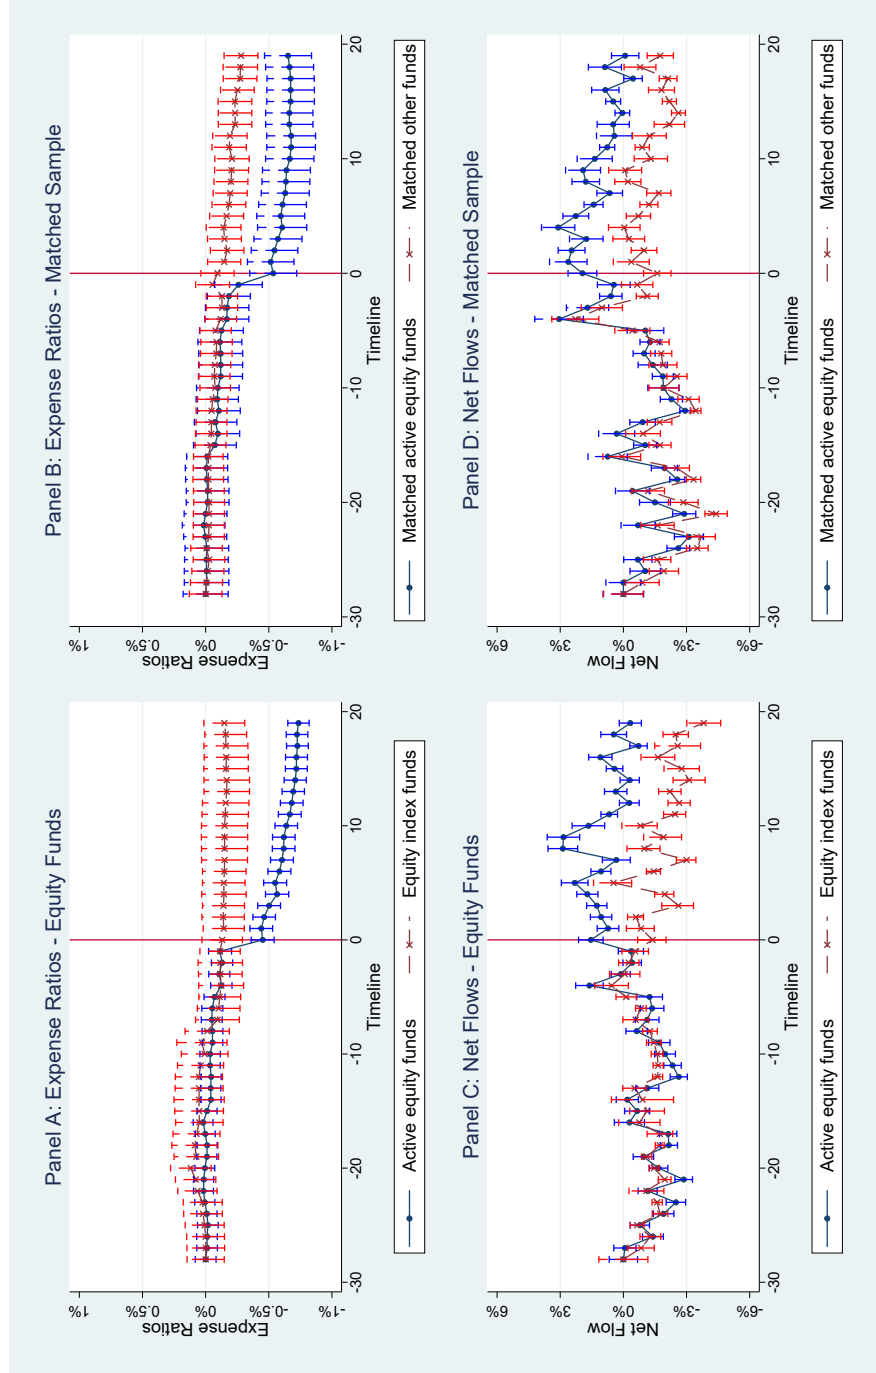 Panel A: Expense Ratios - Equity Funds
1%
0.5%
0%
-0.5%
-1%
Expense Ratios
-30
-20
-10
0
10
20
Timeline
Active equity funds
Equity index funds
Panel B: Expense Ratios - Matched Sample
1%
0.5%
0%
-0.5%
-1%
Expense Ratios
-30
-20
-10
0
10
20
Timeline
Matched active equity funds
Matched other funds
Panel C: Net Flows - Equity Funds
6%
3%
0%
-3%
-6%
Net Flow
-30
-20
-10
0
10
20
Timeline
Active equity funds
Equity index funds
Panel D: Net Flows - Matched Sample
6%
3%
0%
-3%
-6%
Net Flow
-30
-20
-10
0
10
20
Timeline
Matched active equity funds
Matched other funds